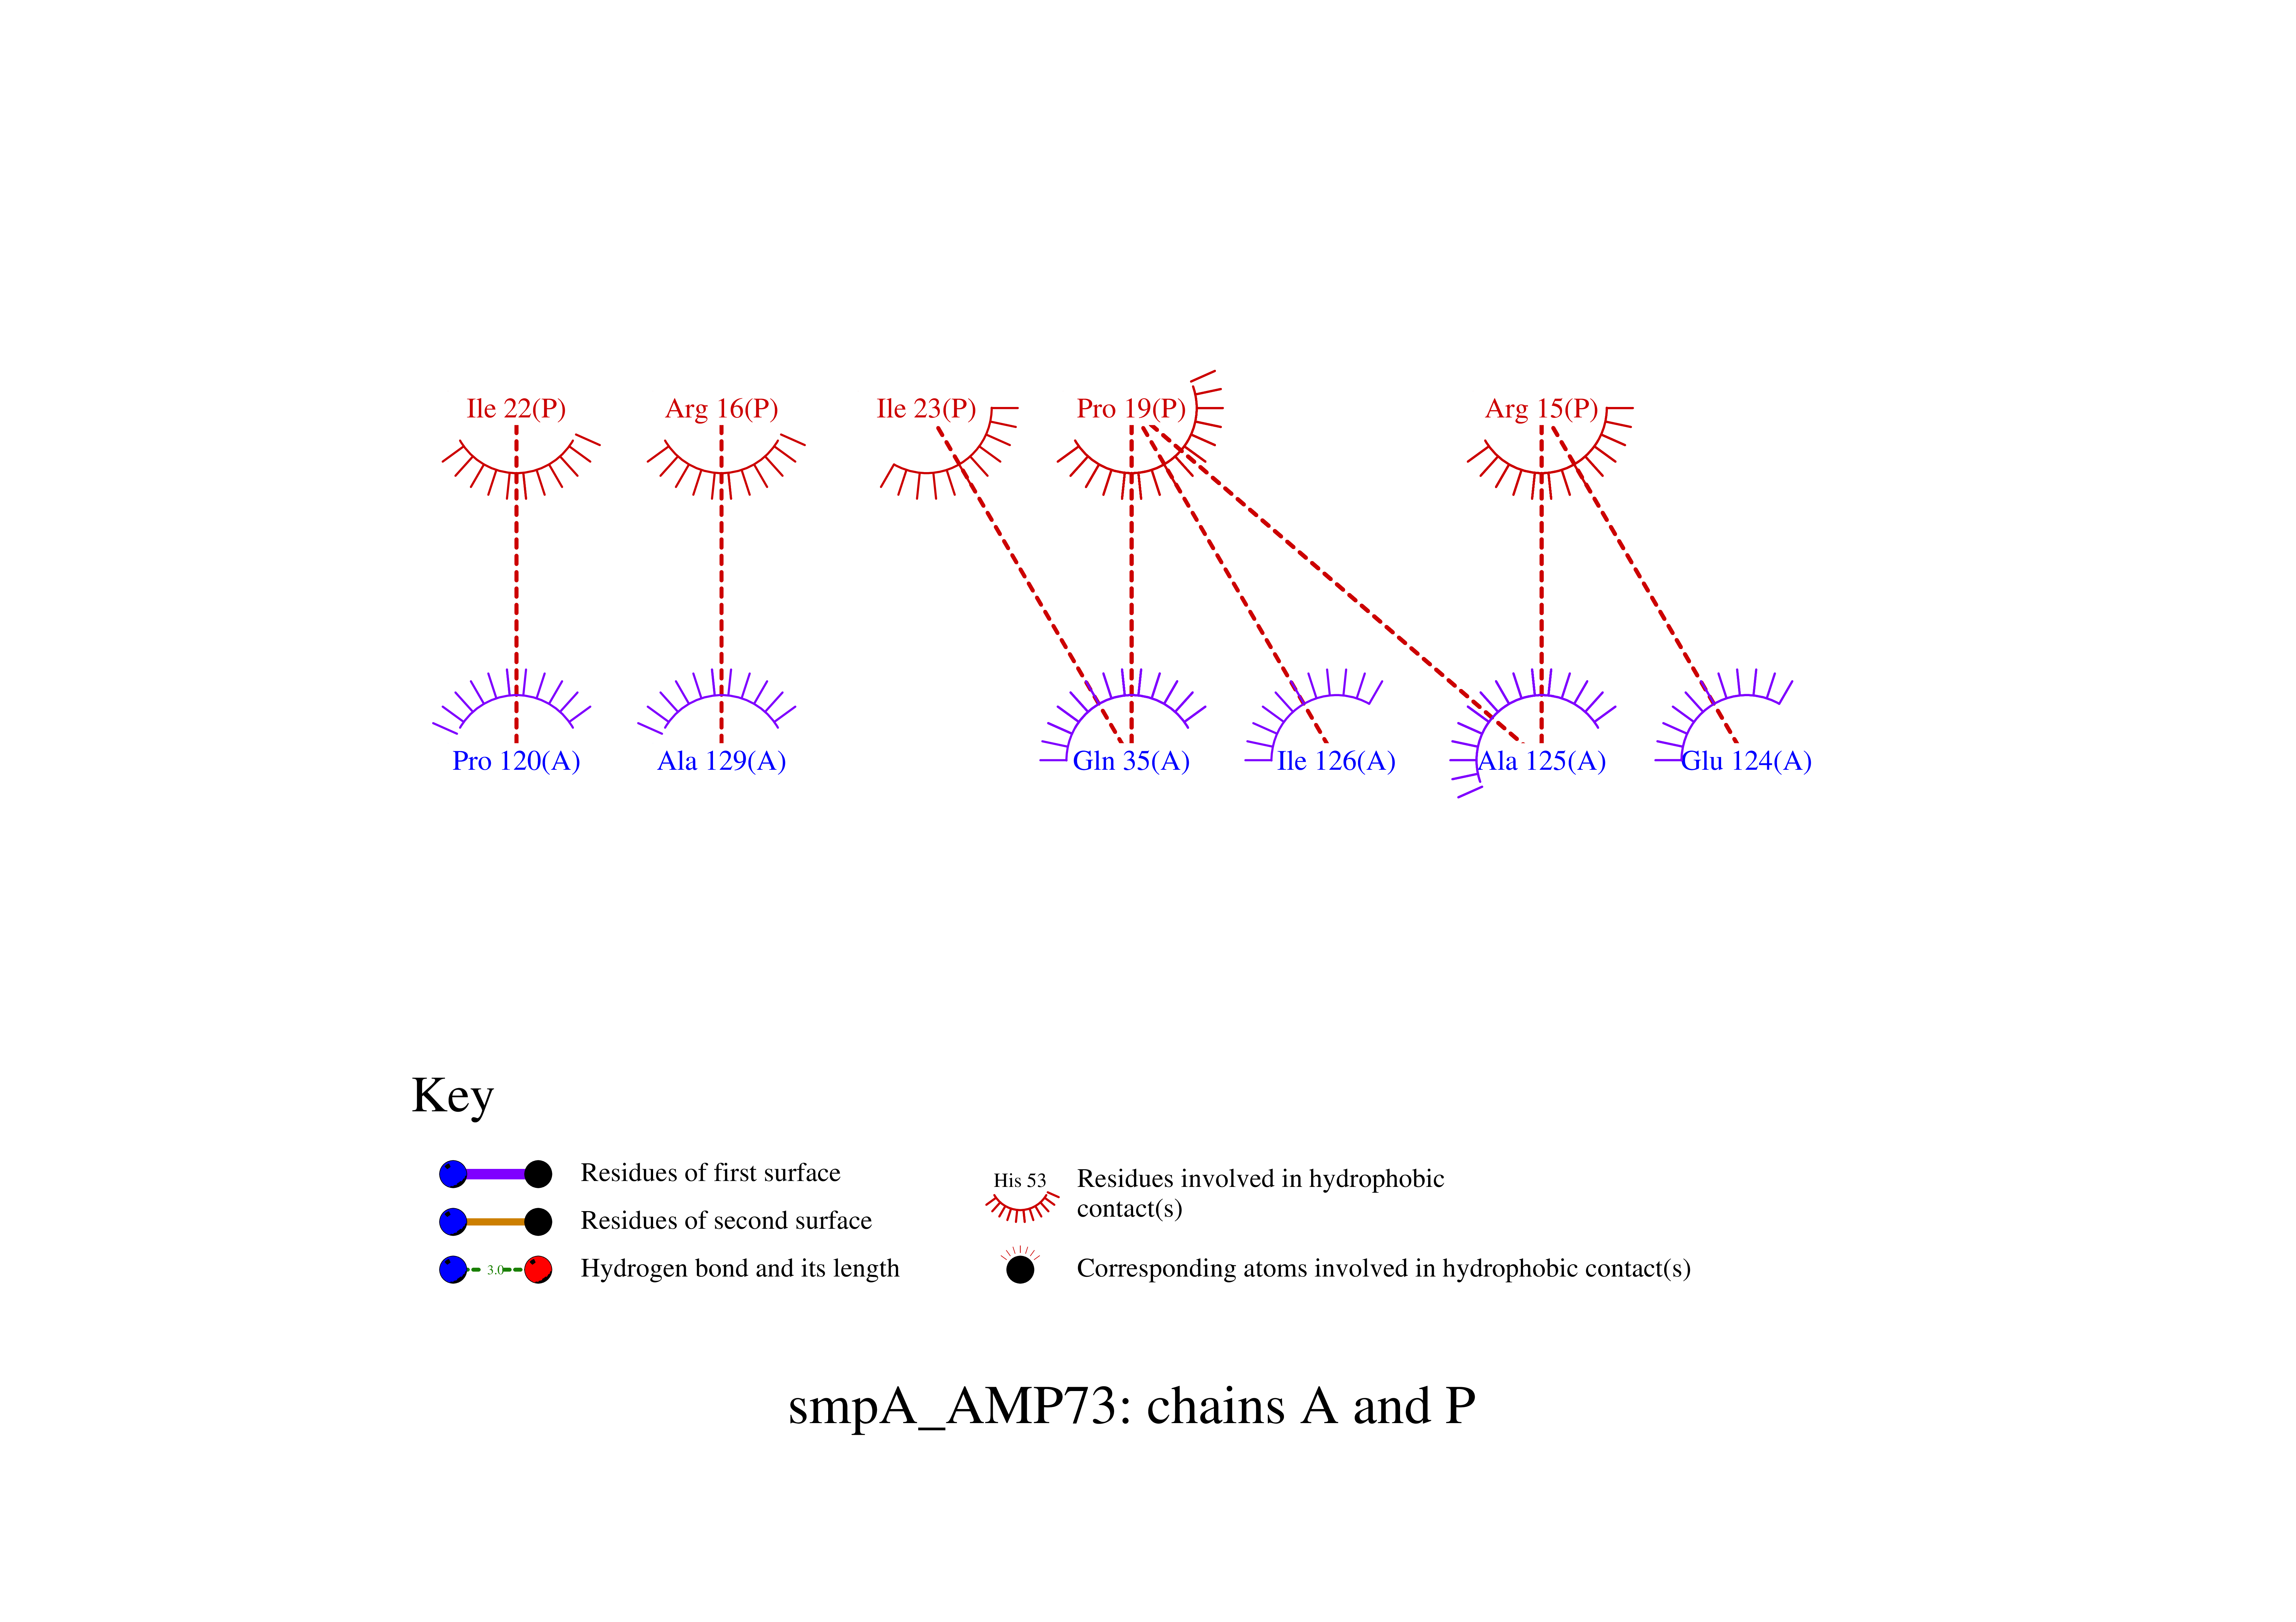 Ile 22(P) Arg 16(P) Ile 23(P) Pro 19(P) Arg 15(P)
Pro 120(A) Ala 129(A) Gln 35(A) Ile 126(A) Ala 125(A) Glu 124(A)
Key
Residues of first surface
Residues of second surface
3.0 Hydrogen bond and its length
His 53 Residues involved in hydrophobic
contact(s)
Corresponding atoms involved in hydrophobic contact(s)
smpA_AMP73: chains A and P